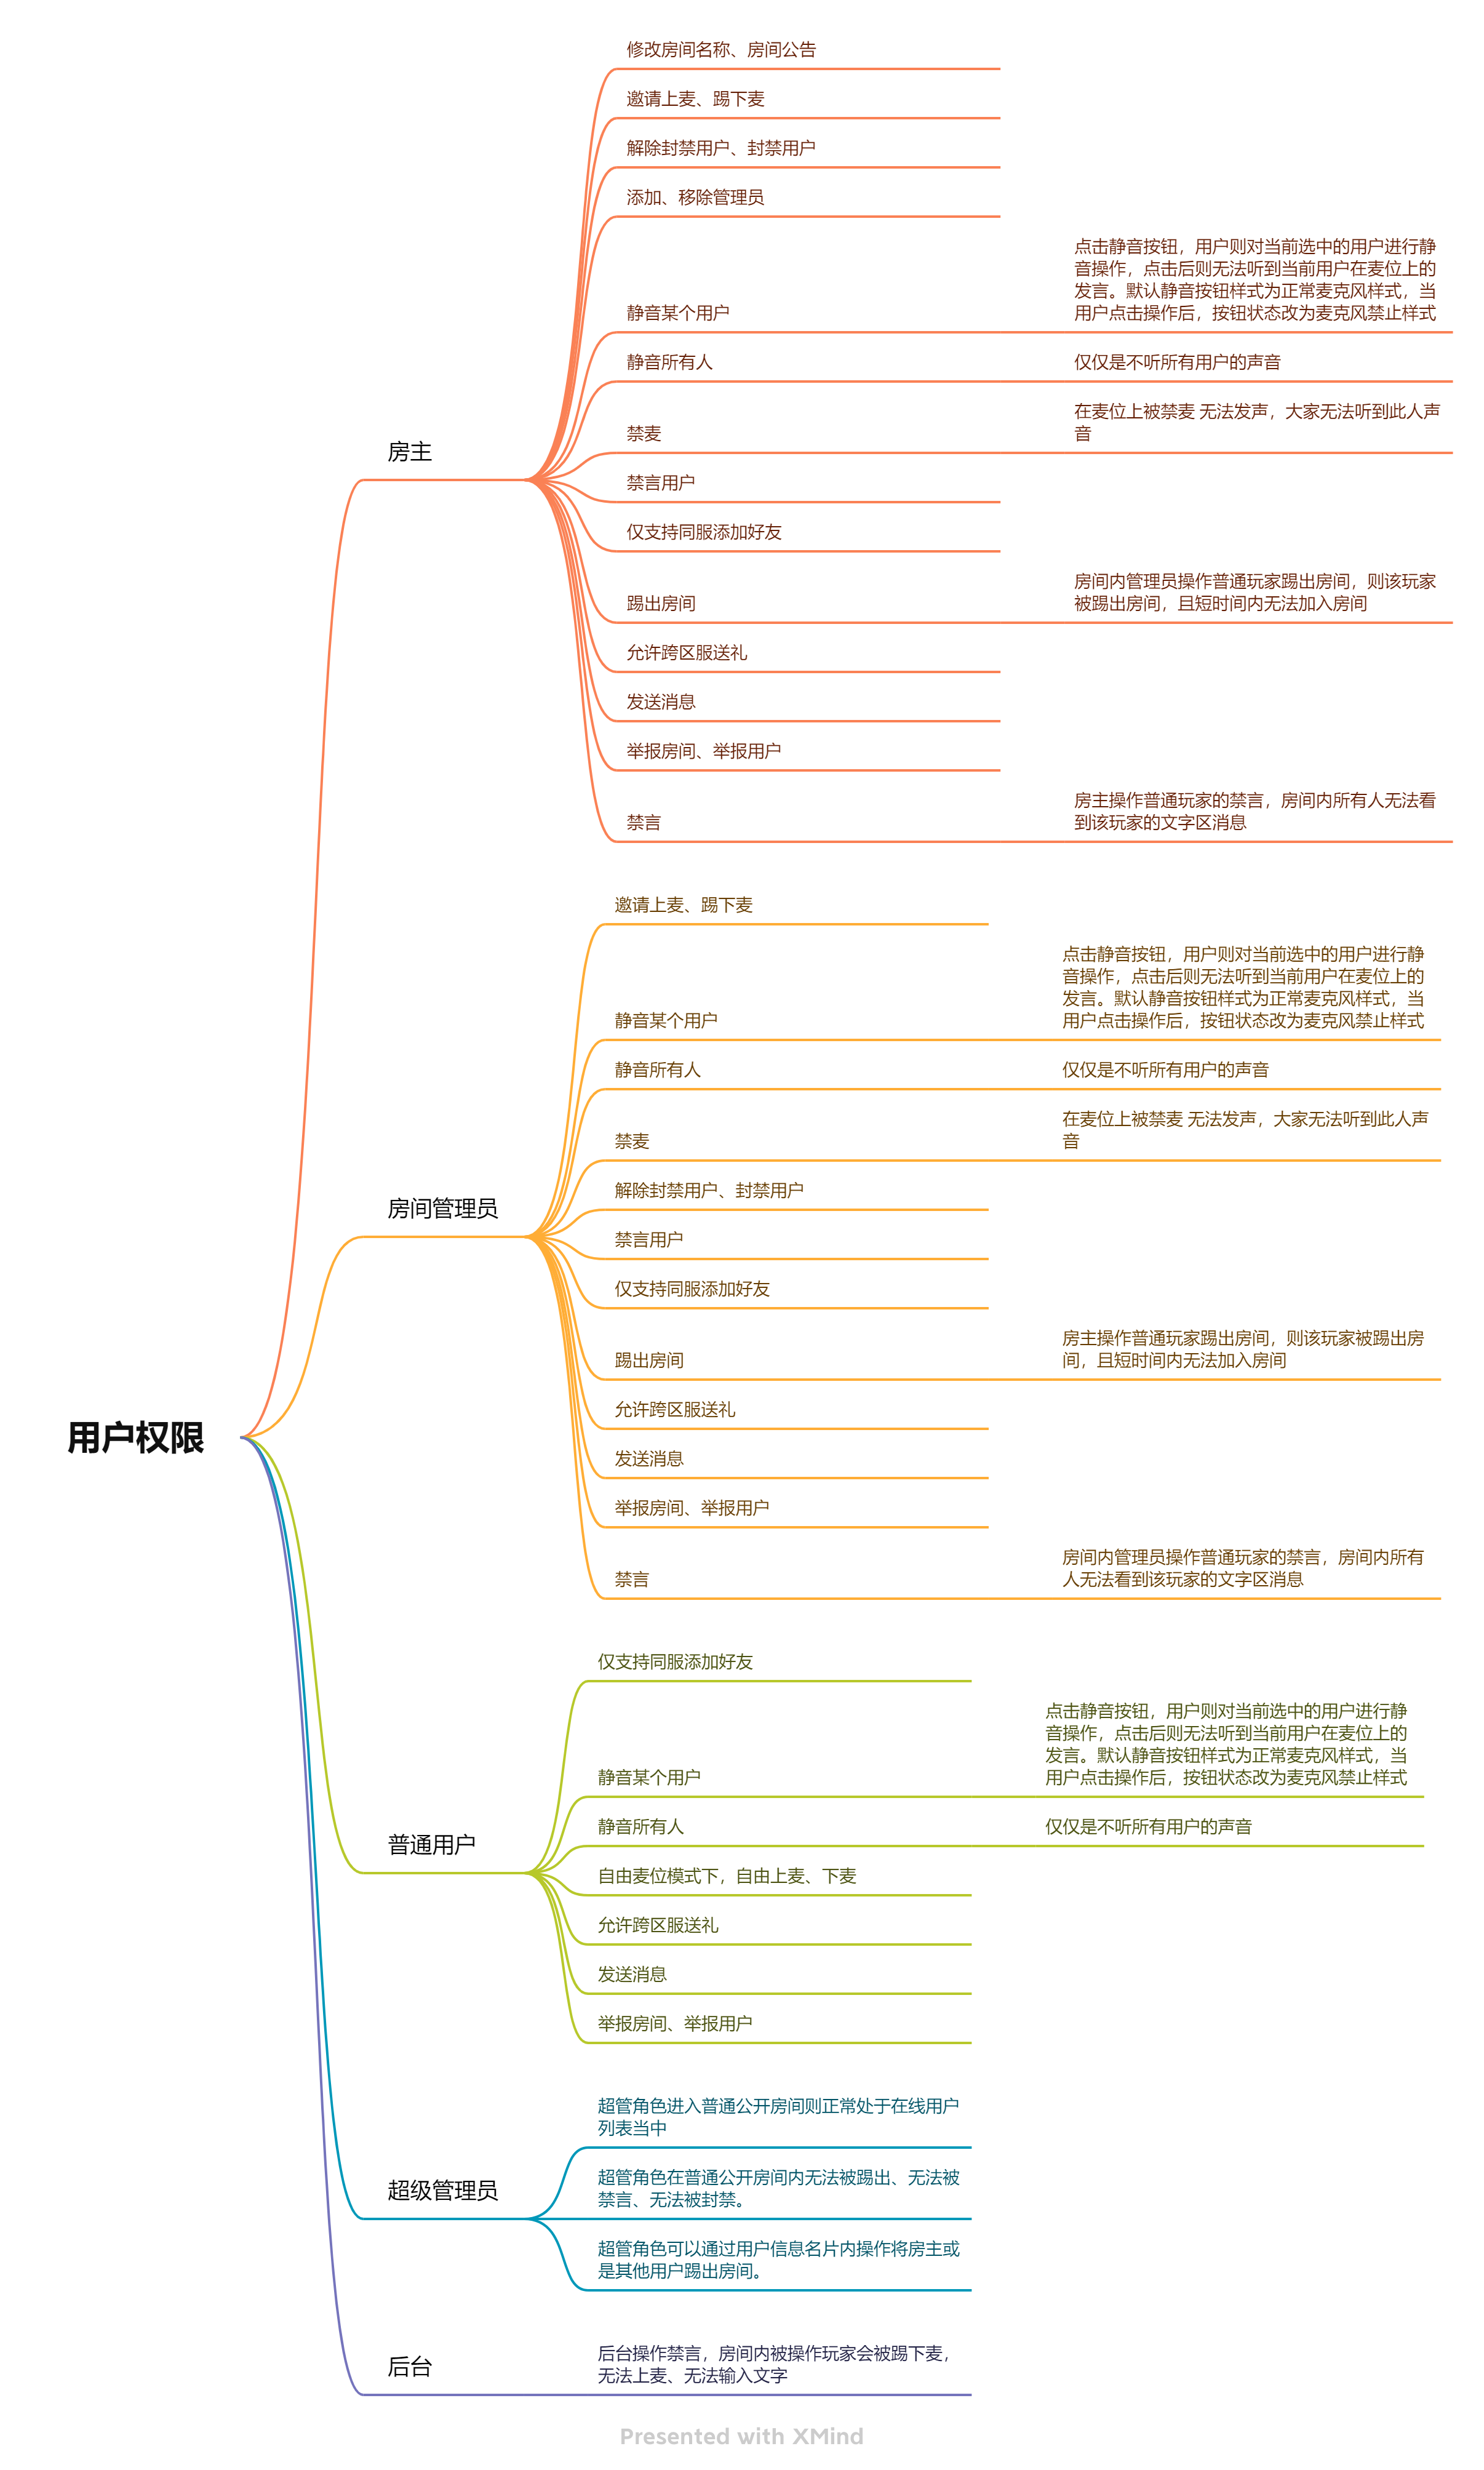 用户权限
房主
修改房间名称、房间公告
邀请上麦、踢下麦
解除封禁用户、封禁用户
添加、移除管理员
静音某个用户
点击静音按钮，用户则对当前选中的用户进行静
音操作，点击后则无法听到当前用户在麦位上的
发言。默认静音按钮样式为正常麦克风样式，当
用户点击操作后，按钮状态改为麦克风禁止样式
静音所有人
仅仅是不听所有用户的声音
禁麦
在麦位上被禁麦 无法发声，大家无法听到此人声
音
禁言用户
仅支持同服添加好友
踢出房间
房间内管理员操作普通玩家踢出房间，则该玩家
被踢出房间，且短时间内无法加入房间
允许跨区服送礼
发送消息
举报房间、举报用户
禁言
房主操作普通玩家的禁言，房间内所有人无法看
到该玩家的文字区消息
房间管理员
邀请上麦、踢下麦
静音某个用户
点击静音按钮，用户则对当前选中的用户进行静
音操作，点击后则无法听到当前用户在麦位上的
发言。默认静音按钮样式为正常麦克风样式，当
用户点击操作后，按钮状态改为麦克风禁止样式
静音所有人
仅仅是不听所有用户的声音
禁麦
在麦位上被禁麦 无法发声，大家无法听到此人声
音
解除封禁用户、封禁用户
禁言用户
仅支持同服添加好友
踢出房间
房主操作普通玩家踢出房间，则该玩家被踢出房
间，且短时间内无法加入房间
允许跨区服送礼
发送消息
举报房间、举报用户
禁言
房间内管理员操作普通玩家的禁言，房间内所有
人无法看到该玩家的文字区消息
普通用户
仅支持同服添加好友
静音某个用户
点击静音按钮，用户则对当前选中的用户进行静
音操作，点击后则无法听到当前用户在麦位上的
发言。默认静音按钮样式为正常麦克风样式，当
用户点击操作后，按钮状态改为麦克风禁止样式
静音所有人
仅仅是不听所有用户的声音
自由麦位模式下，自由上麦、下麦
允许跨区服送礼
发送消息
举报房间、举报用户
超级管理员
超管角色进入普通公开房间则正常处于在线用户
列表当中
超管角色在普通公开房间内无法被踢出、无法被
禁言、无法被封禁。
超管角色可以通过用户信息名片内操作将房主或
是其他用户踢出房间。
后台
后台操作禁言，房间内被操作玩家会被踢下麦，
无法上麦、无法输入文字
Presented with XMind